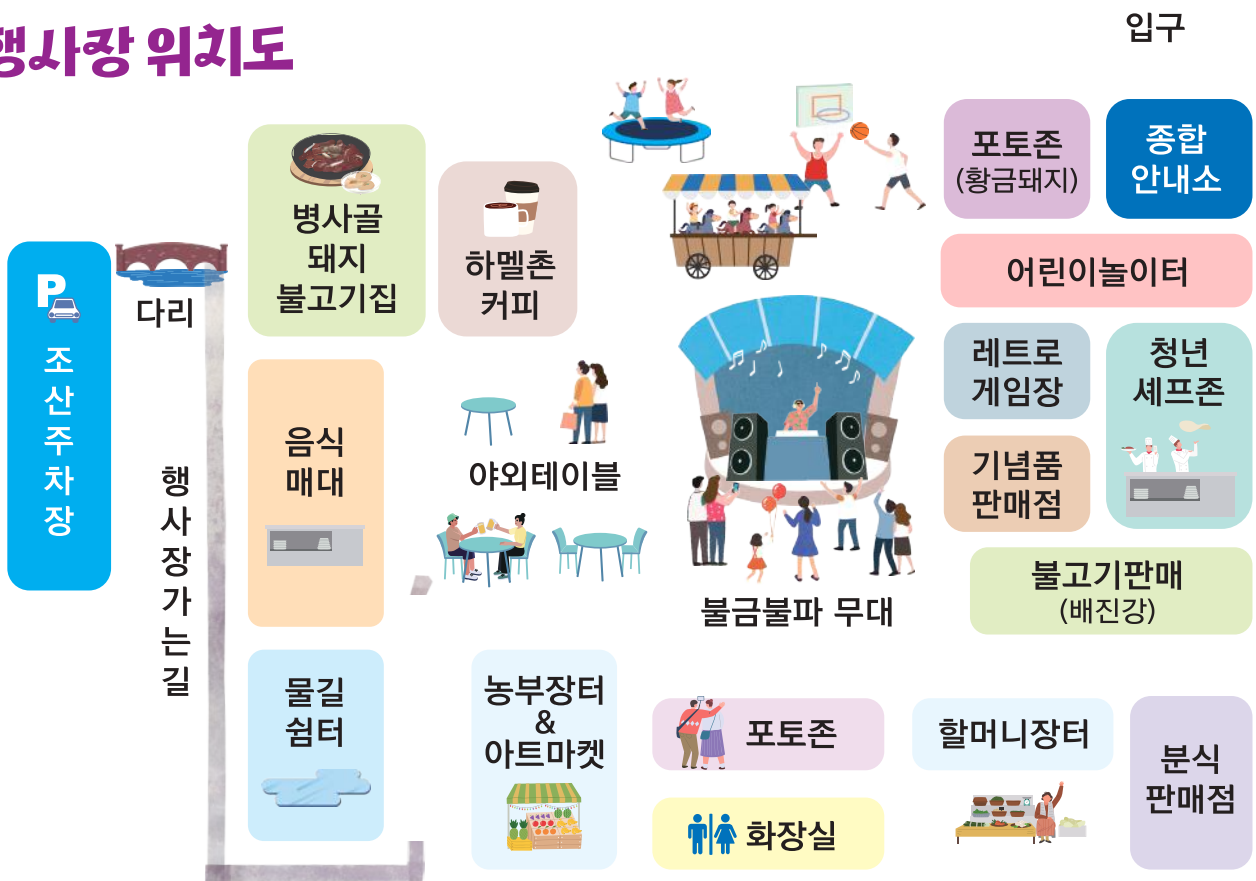 행사장 위치도
입구
포토존
(황금돼지)
종합
안내소
병사골
돼지
불고기집
하멜촌
커피
어린이놀이터
P
조산주차장
다리
행사장가는길
레트로
게임장
청년
셰프존
음식
매대
야외테이블
기념품
판매점
불고기판매
(배진강)
불금불파 무대
물길
쉼터
농부장터
&
아트마켓
포토존
할머니장터
분식
판매점
화장실